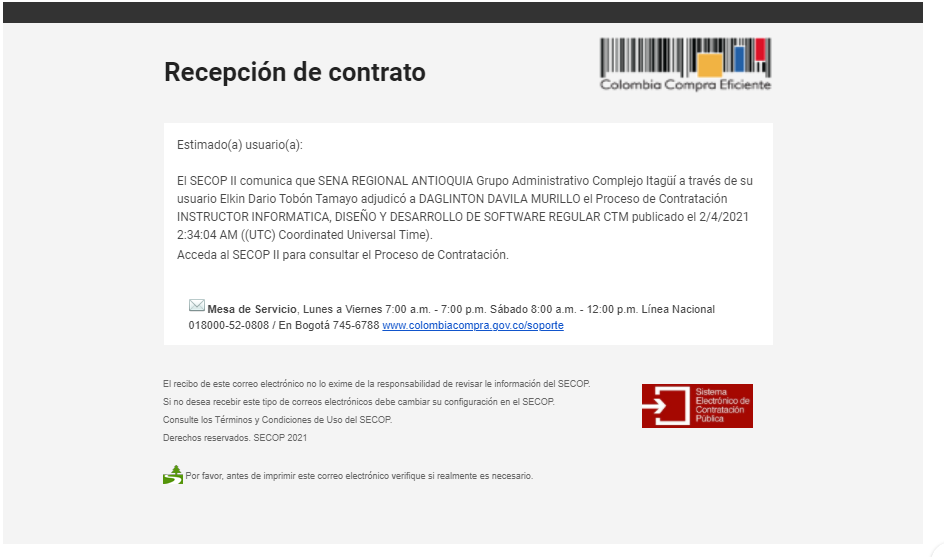 Recepción de contrato
Colombia Compra Eficiente
Estimado(a) usuario(a):
El SECOP II comunica que SENA REGIONAL ANTIOQUIA Grupo Administrativo Complejo Itagüí a través de su
usuario Elkin Dario Tobón Tamayo adjudicó a DAGLINTON DAVILA MURILLO el Proceso de Contratación
INSTRUCTOR INFORMATICA, DISEÑO Y DESARROLLO DE SOFTWARE REGULAR CTM publicado el 2/4/2021
2:34:04 AM ((UTC) Coordinated Universal Time).
Acceda al SECOP II para consultar el Proceso de Contratación.
Mesa de Servicio, Lunes a Viernes 7:00 a.m. - 7:00 p.m. Sábado 8:00 a.m. - 12:00 p.m. Línea Nacional
018000-52-0808 / En Bogotá 745-6788 www.colombiacompra.gov.co/soporte
El recibo de este correo electrónico no lo exime de la responsabilidad de revisar le información del SECOP.
Si no desea recebir este tipo de correos electrónicos debe cambiar su configuración en el SECOP.
Consulte los Términos y Condiciones de Uso del SECOP.
Derechos reservados. SECOP 2021
Sistema
Electrónico de
Contratación
Pública
Por favor, antes de imprimir este correo electrónico verifique si realmente es necesario.